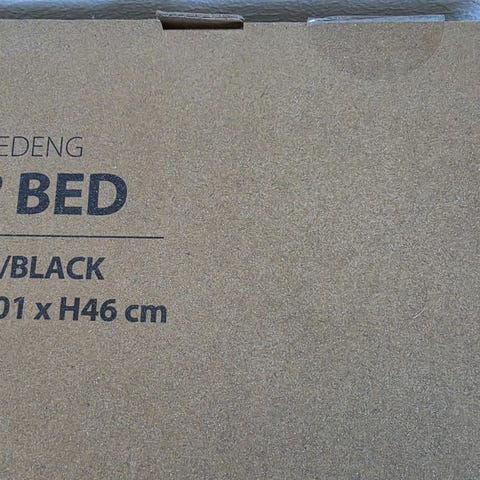 EDENG
BED
/BLACK
01 x H46 cm